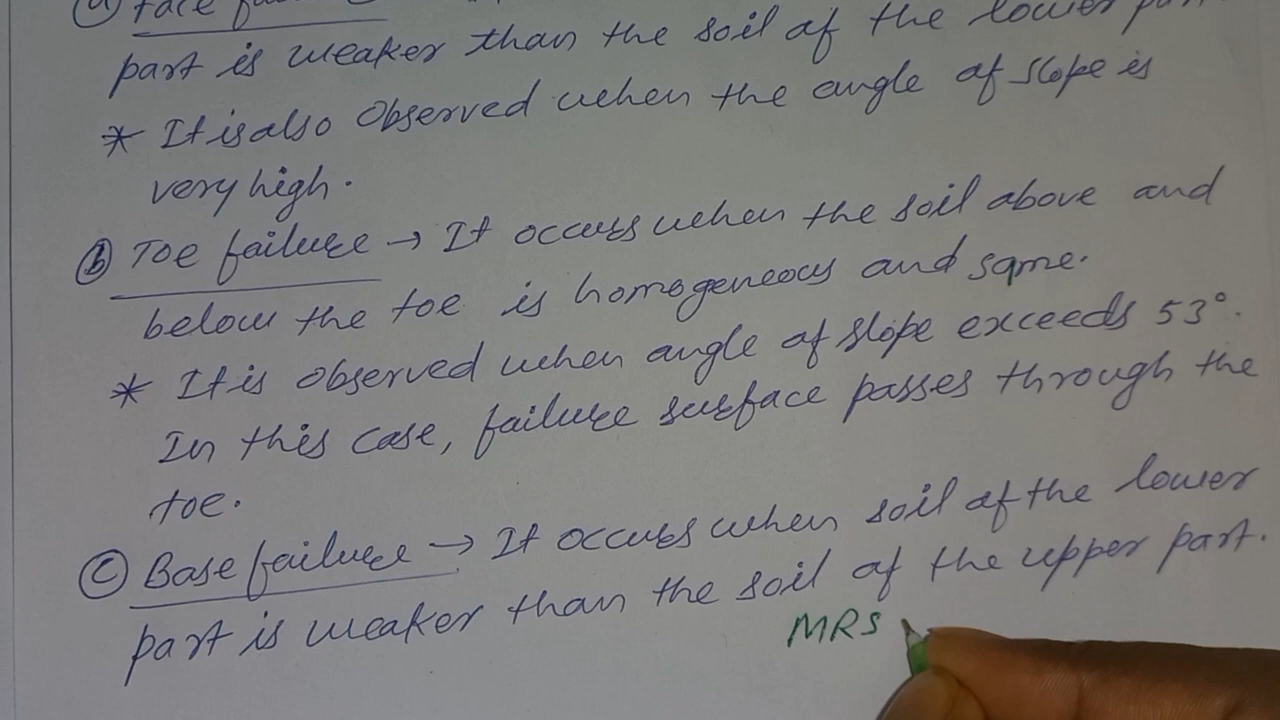 (a) Face
part is weaker than the soil of the lower part
* It is also observed when the angle of slope is
very high.
(b) Toe failure → It occurs when the soil above and
below the toe is homogeneous and same.
* It is observed when angle of slope exceeds 53°.
In this case, failure surface passes through the
toe.
(c) Base failure → It occurs when soil of the lower
part is weaker than the soil of the upper part.
MRS